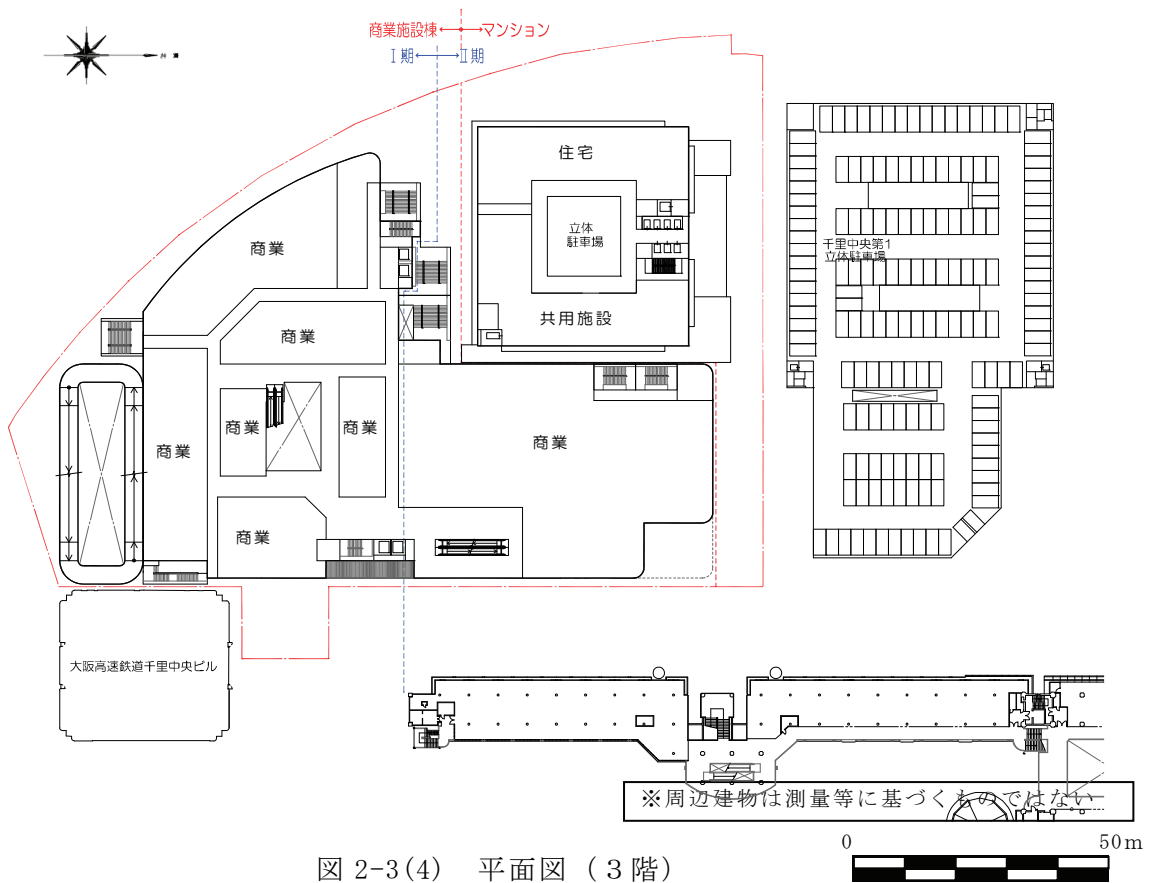 商業施設棟 マンション
Ⅰ期 Ⅱ期
住宅
立体
駐車場
共用施設
千里中央第1
立体駐車場
商業
商業
商業
商業
商業
商業
商業
大阪高速鉄道千里中央ビル
※周辺建物は測量等に基づくものではない
0 50m
図 2-3(4) 平面図（３階）